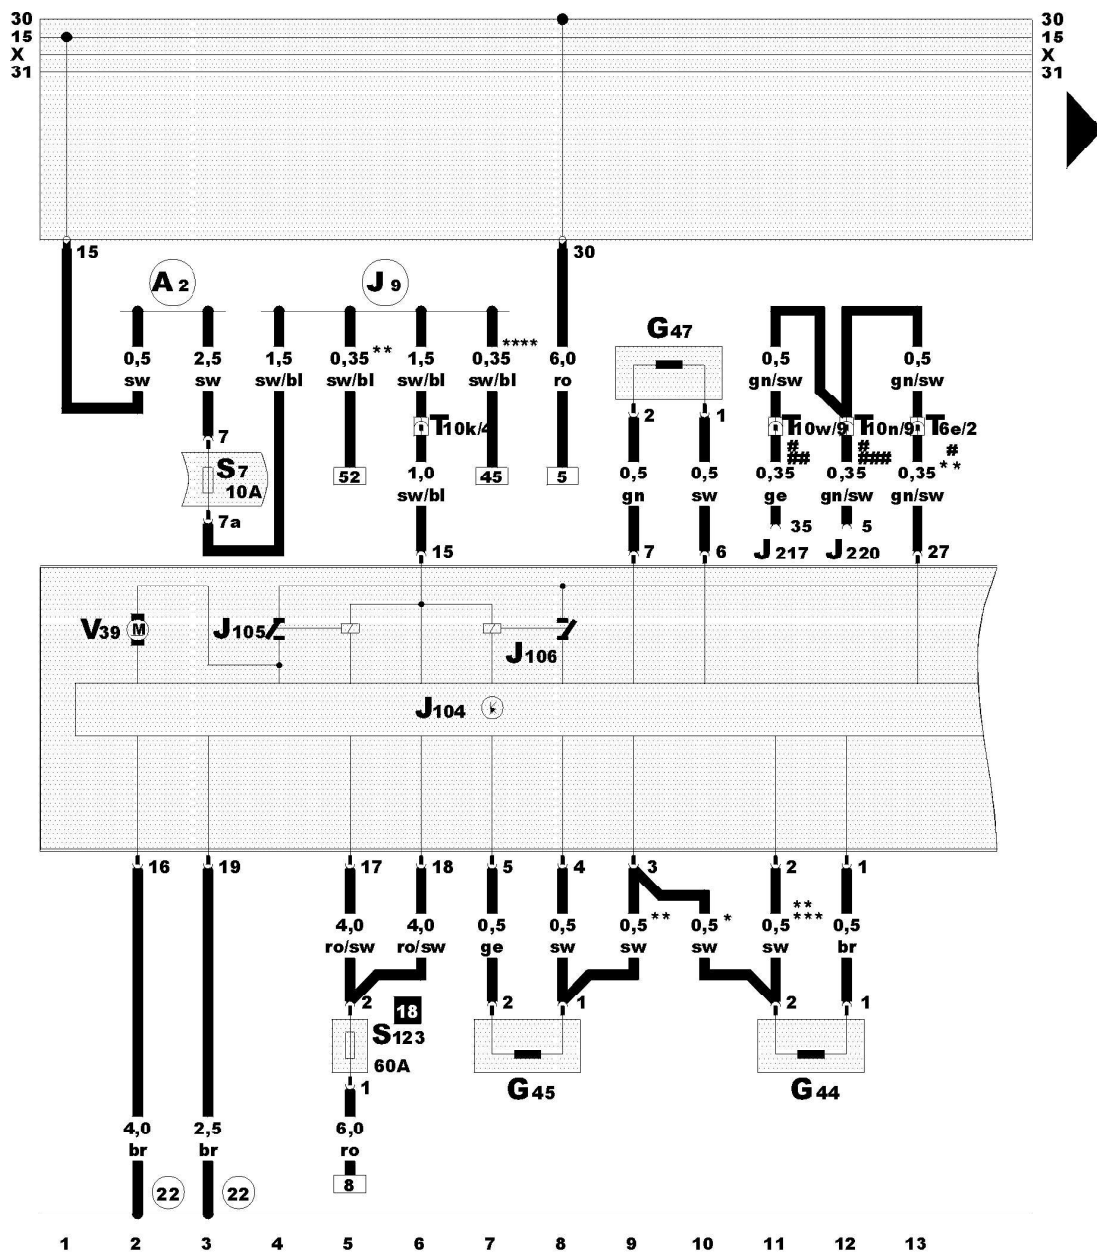 30 30
15 15
X X
31 31
15 30
A 2 J 9
G47
0,5 2,5 1,5 0,35 ** 1,5 0,35 **** 6,0 0,5 0,5
sw sw sw/bl sw/bl sw/bl sw/bl ro gn/sw gn/sw
2 1
7 T10k/4 T10w/9 T10n/9 T6e/2
# # #
## ### **
S7 52 1,0 45 5 0,5 0,5 0,35 0,35 0,35
10A sw/bl gn sw ge gn/sw gn/sw
7a 35 5
15 7 6 J217 J220 27
V39 M J105 J106
J104
16 19 17 18 5 4 3 2 1
4,0 4,0 0,5 0,5 0,5 ** 0,5 * 0,5 ** *** 0,5
ro/sw ro/sw ge sw sw sw sw br
2 18 2 1 2 1
S123
60A
G45 G44
1
4,0 2,5 6,0
br br ro
22 22 8
1 2 3 4 5 6 7 8 9 10 11 12 13